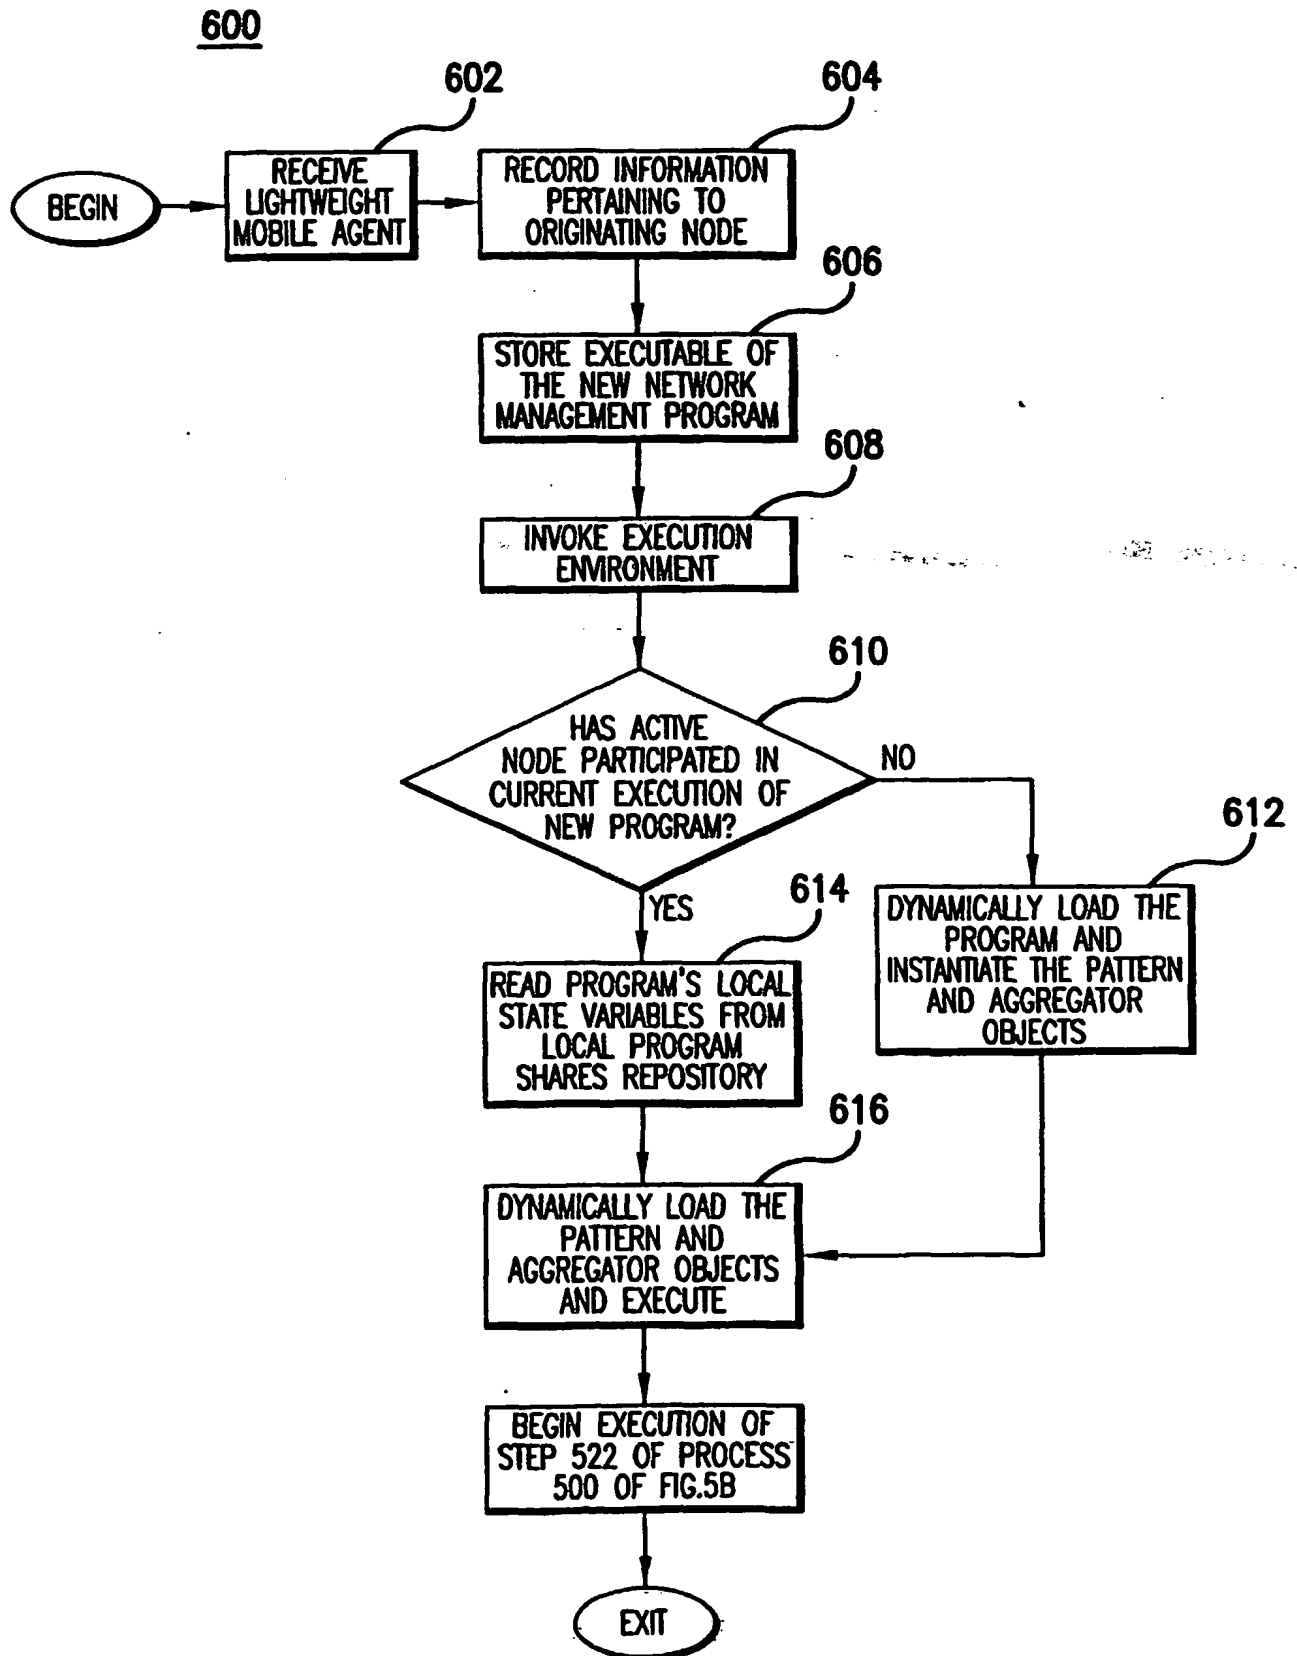 600
602
604
BEGIN
RECEIVE
LIGHTWEIGHT
MOBILE AGENT
RECORD INFORMATION
PERTAINING TO
ORIGINATING NODE
606
STORE EXECUTABLE OF
THE NEW NETWORK
MANAGEMENT PROGRAM
608
INVOKE EXECUTION
ENVIRONMENT
610
HAS ACTIVE
NODE PARTICIPATED IN
CURRENT EXECUTION OF
NEW PROGRAM?
NO
612
DYNAMICALLY LOAD THE
PROGRAM AND
INSTANTIATE THE PATTERN
AND AGGREGATOR
OBJECTS
YES
614
READ PROGRAM'S LOCAL
STATE VARIABLES FROM
LOCAL PROGRAM
SHARES REPOSITORY
616
DYNAMICALLY LOAD THE
PATTERN AND
AGGREGATOR OBJECTS
AND EXECUTE
BEGIN EXECUTION OF
STEP 522 OF PROCESS
500 OF FIG.5B
EXIT